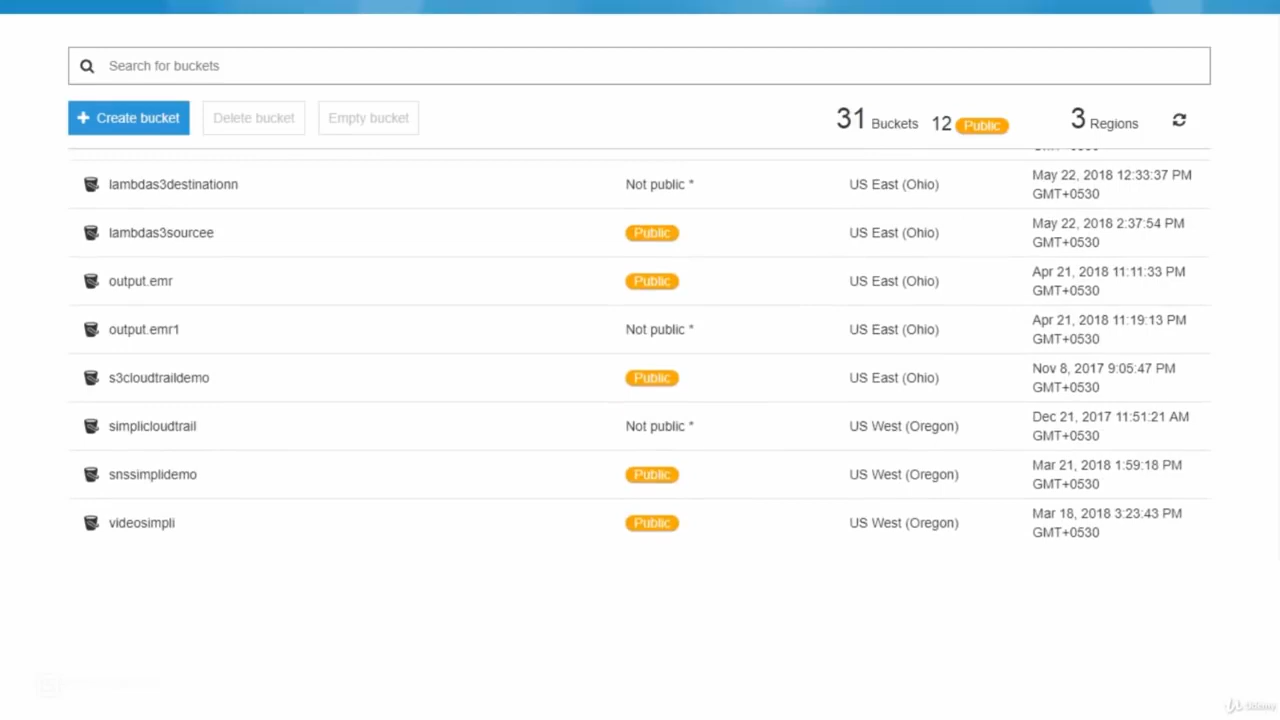 Search for buckets
+ Create bucket Delete bucket Empty bucket 31 Buckets 12 Public 3 Regions
lambdas3destinationn Not public * US East (Ohio) May 22, 2018 12:33:37 PM
GMT+0530
lambdas3sourcee Public US East (Ohio) May 22, 2018 2:37:54 PM
GMT+0530
output.emr Public US East (Ohio) Apr 21, 2018 11:11:33 PM
GMT+0530
output.emr1 Not public * US East (Ohio) Apr 21, 2018 11:19:13 PM
GMT+0530
s3cloudtraildemo Public US East (Ohio) Nov 8, 2017 9:05:47 PM
GMT+0530
simplicloudtrail Not public * US West (Oregon) Dec 21, 2017 11:51:21 AM
GMT+0530
snssimplidemo Public US West (Oregon) Mar 21, 2018 1:59:18 PM
GMT+0530
videosimpli Public US West (Oregon) Mar 18, 2018 3:23:43 PM
GMT+0530
Udemy